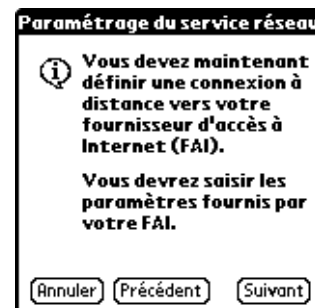 Paramétrage du service réseau
Vous devez maintenant
définir une connexion à
distance vers votre
fournisseur d'accès à
Internet (FAI).
Vous devrez saisir les
paramètres fournis par
votre FAI.
Annuler Précédent Suivant